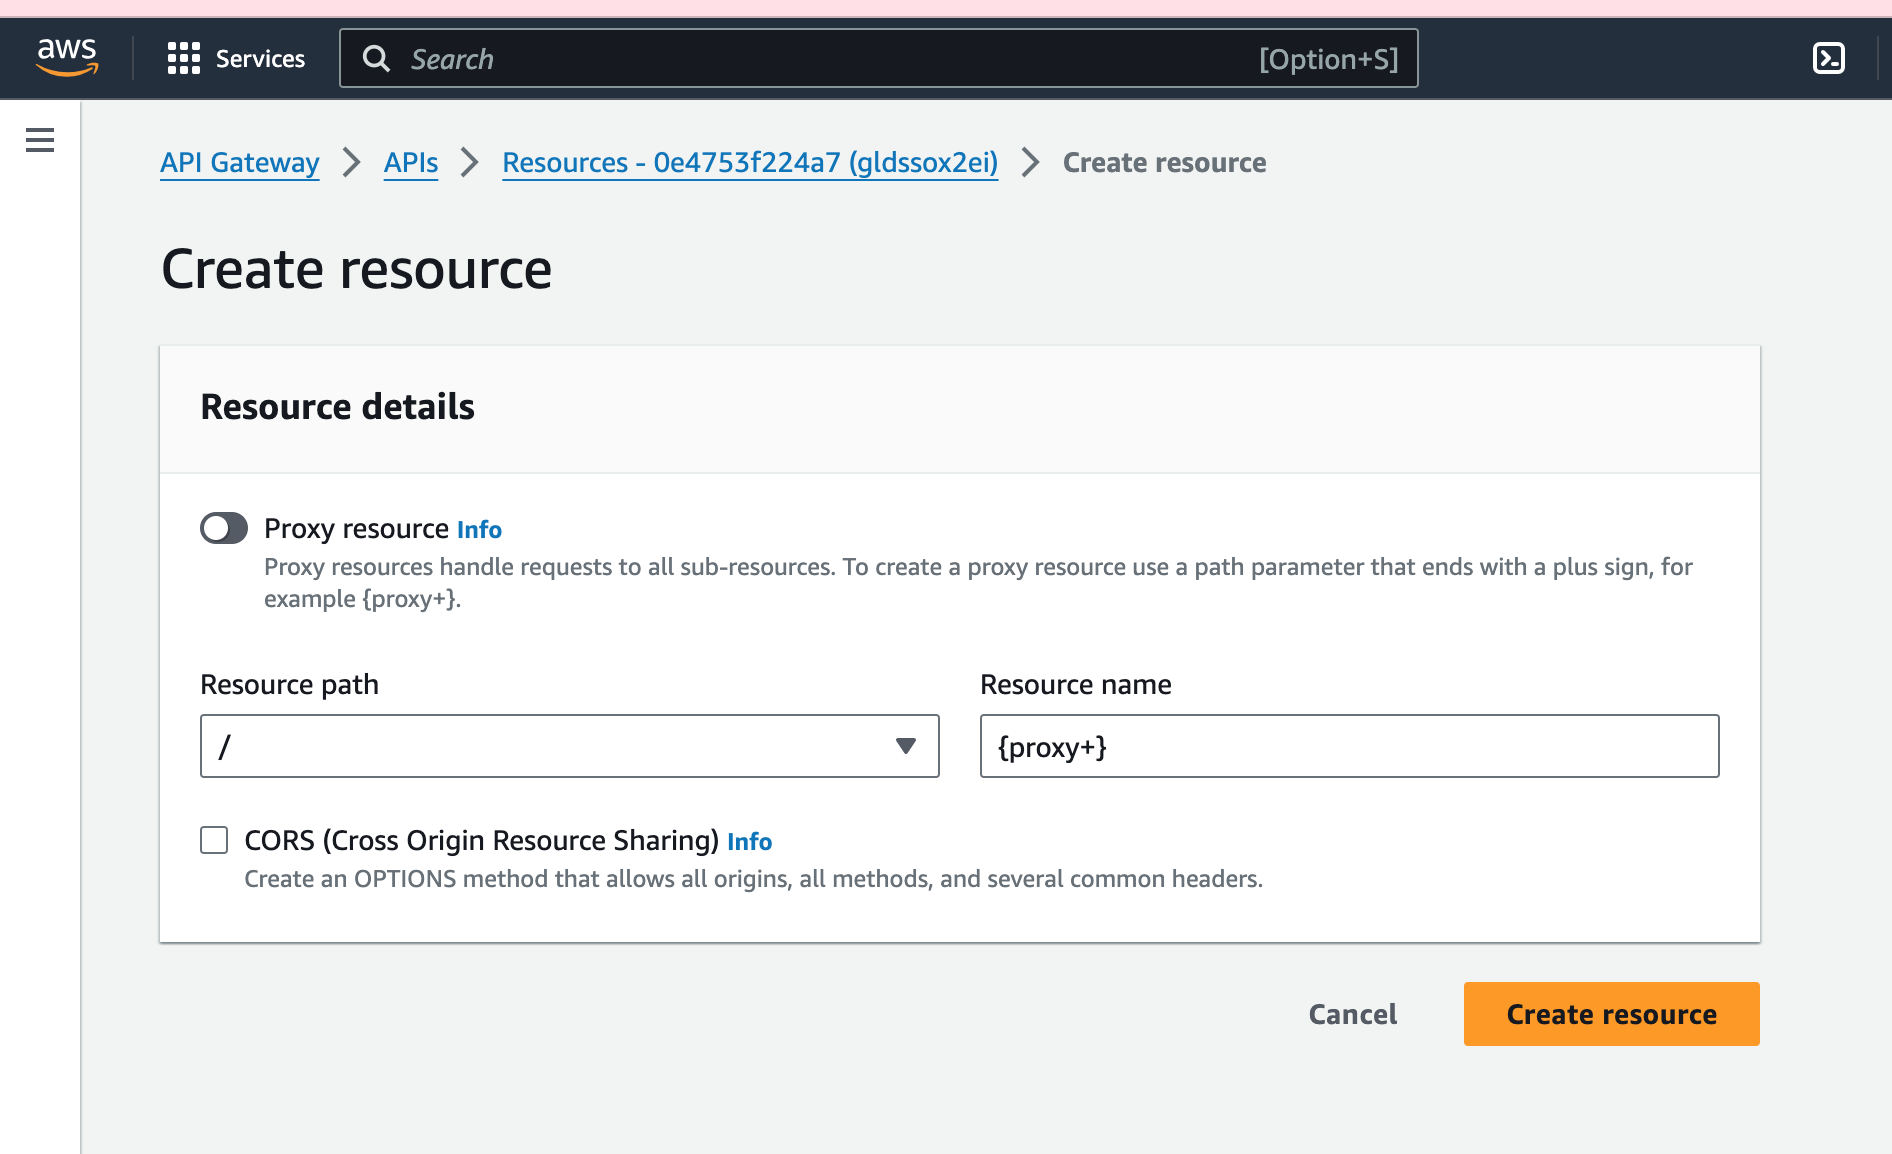 aws
Services
Search
[Option+S]
API Gateway
APIs
Resources - 0e4753f224a7 (gldssox2ei)
Create resource
Create resource
Resource details
Proxy resource Info
Proxy resources handle requests to all sub-resources. To create a proxy resource use a path parameter that ends with a plus sign, for
example {proxy+}.
Resource path
Resource name
/
{proxy+}
CORS (Cross Origin Resource Sharing) Info
Create an OPTIONS method that allows all origins, all methods, and several common headers.
Cancel
Create resource